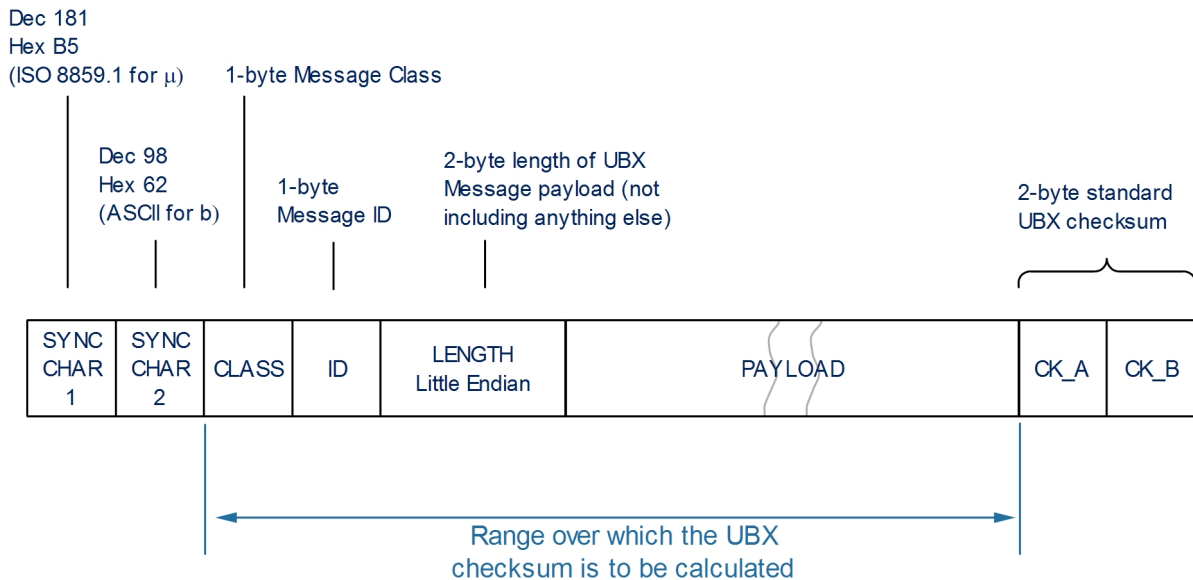 Dec 181
Hex B5
(ISO 8859.1 for μ)
1-byte Message Class
Dec 98
Hex 62
(ASCII for b)
1-byte
Message ID
2-byte length of UBX
Message payload (not
including anything else)
2-byte standard
UBX checksum
SYNC
CHAR
1
SYNC
CHAR
2
CLASS
ID
LENGTH
Little Endian
PAYLOAD
CK_A
CK_B
Range over which the UBX
checksum is to be calculated